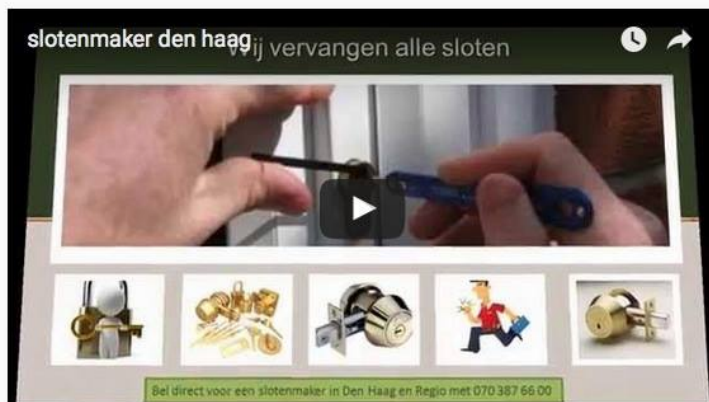 slotenmaker den haag
Wij vervangen alle sloten
Bel direct voor een slotenmaker in Den Haag en Regio met 070 387 66 00